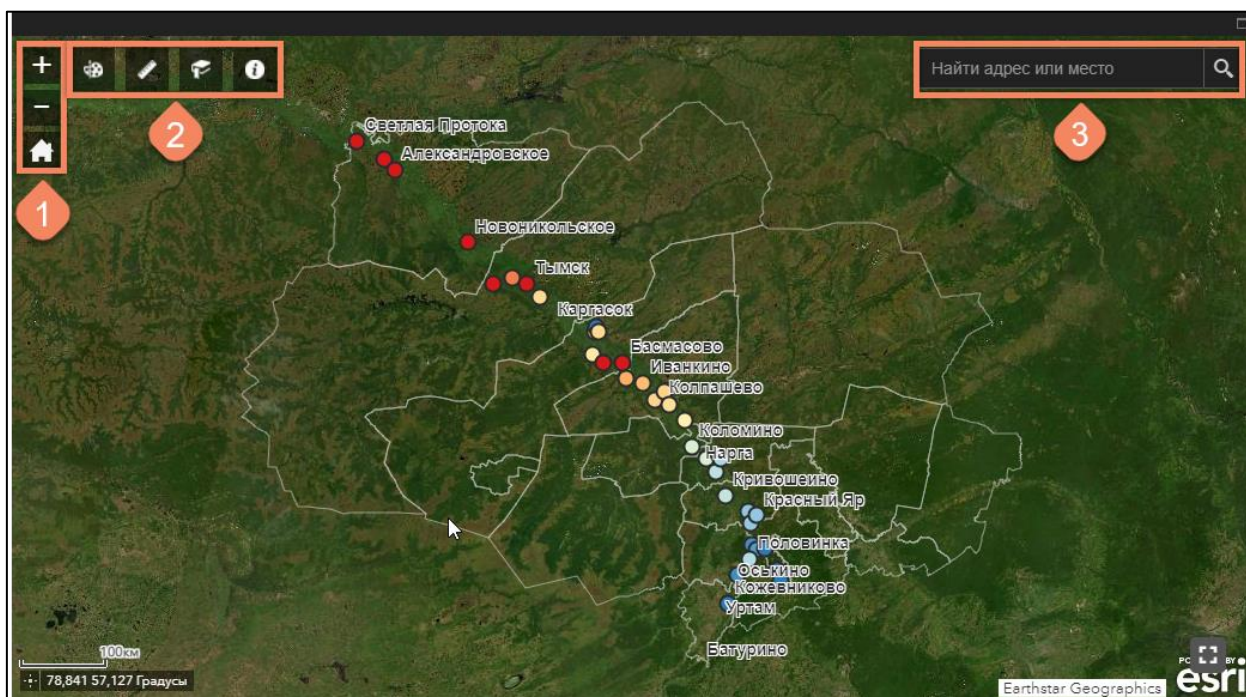 +
−
1
2
Найти адрес или место
3
Светлая Протока
Александровское
Новоникольское
Тымск
Каргасок
Басмасово
Иванкино
Колпашево
Коломино
Нарга
Кривошеино
Красный Яр
Половинка
Оськино
Кожевниково
Уртам
Батурино
100км
78,841 57,127 Градусы
Earthstar Geographics
esri